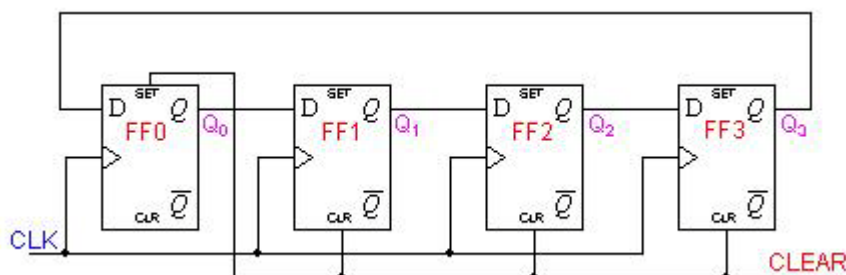 SET SET SET SET
D Q D Q D Q D Q
FF0 Q0 FF1 Q1 FF2 Q2 FF3 Q3
Q̅ Q̅ Q̅ Q̅
CLR CLR CLR CLR
CLK
CLEAR